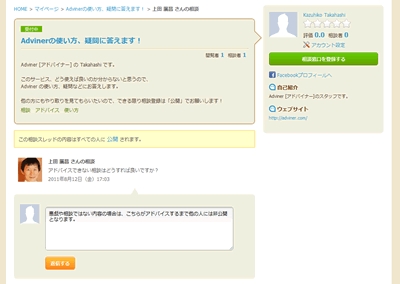 HOME > マイページ > Advinerの使い方、疑問に答えます！ > 上田 麗昌 さんの相談
受付中
Advinerの使い方、疑問に答えます！
閲覧者 1 相談者 1
Adviner [アドバイナー] の Takahashi です。
このサービス、どう使えば良いのか分からないと思うので、
Adviner の使い方、疑問などにお答えします。
他の方にもやり取りを見てもらいたいので、できる限り相談登録は「公開」でお願いします！
相談 アドバイス 使い方
この相談スレッドの内容はすべての人に 公開 されます。
上田 麗昌 さんの相談
アドバイスできない相談はどうすれば良いですか？
2011年8月12日（金）17:03
悪戯や相談ではない内容の場合は、こちらがアドバイスするまで他の人には非公開
となります。
返信する
Kazuhiko Takahashi
評価 0.0 相談者 0
アカウント設定
相談窓口を登録する
Facebookプロフィールへ
自己紹介
Adviner [アドバイナー]のスタッフです。
ウェブサイト
http://adviner.com/